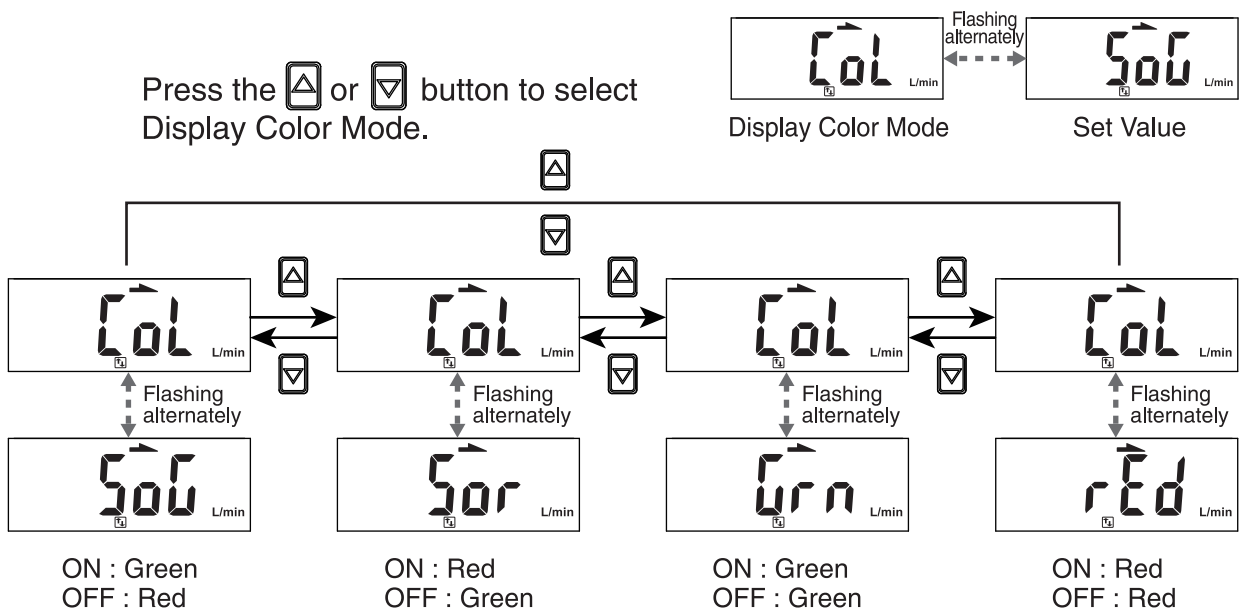 Press the or button to select
Display Color Mode.
CoL L/min
Flashing
alternately
SoG L/min
Display Color Mode
Set Value
CoL L/min
CoL L/min
CoL L/min
CoL L/min
Flashing
alternately
Flashing
alternately
Flashing
alternately
Flashing
alternately
SoG L/min
Sor L/min
Grn L/min
rEd L/min
ON : Green
OFF : Red
ON : Red
OFF : Green
ON : Green
OFF : Green
ON : Red
OFF : Red